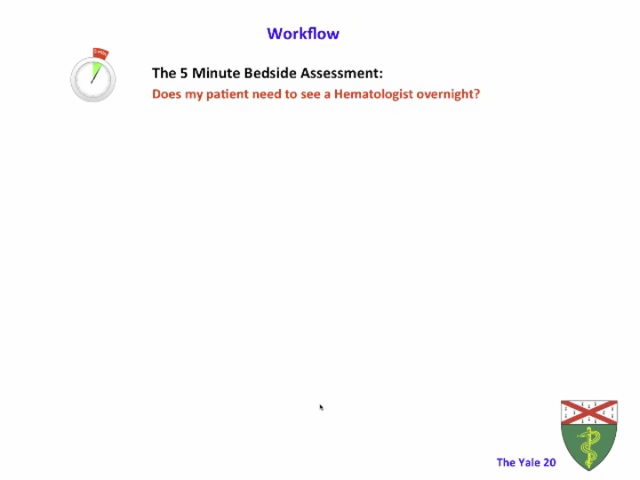 Workflow
The 5 Minute Bedside Assessment:
Does my patient need to see a Hematologist overnight?
The Yale 20